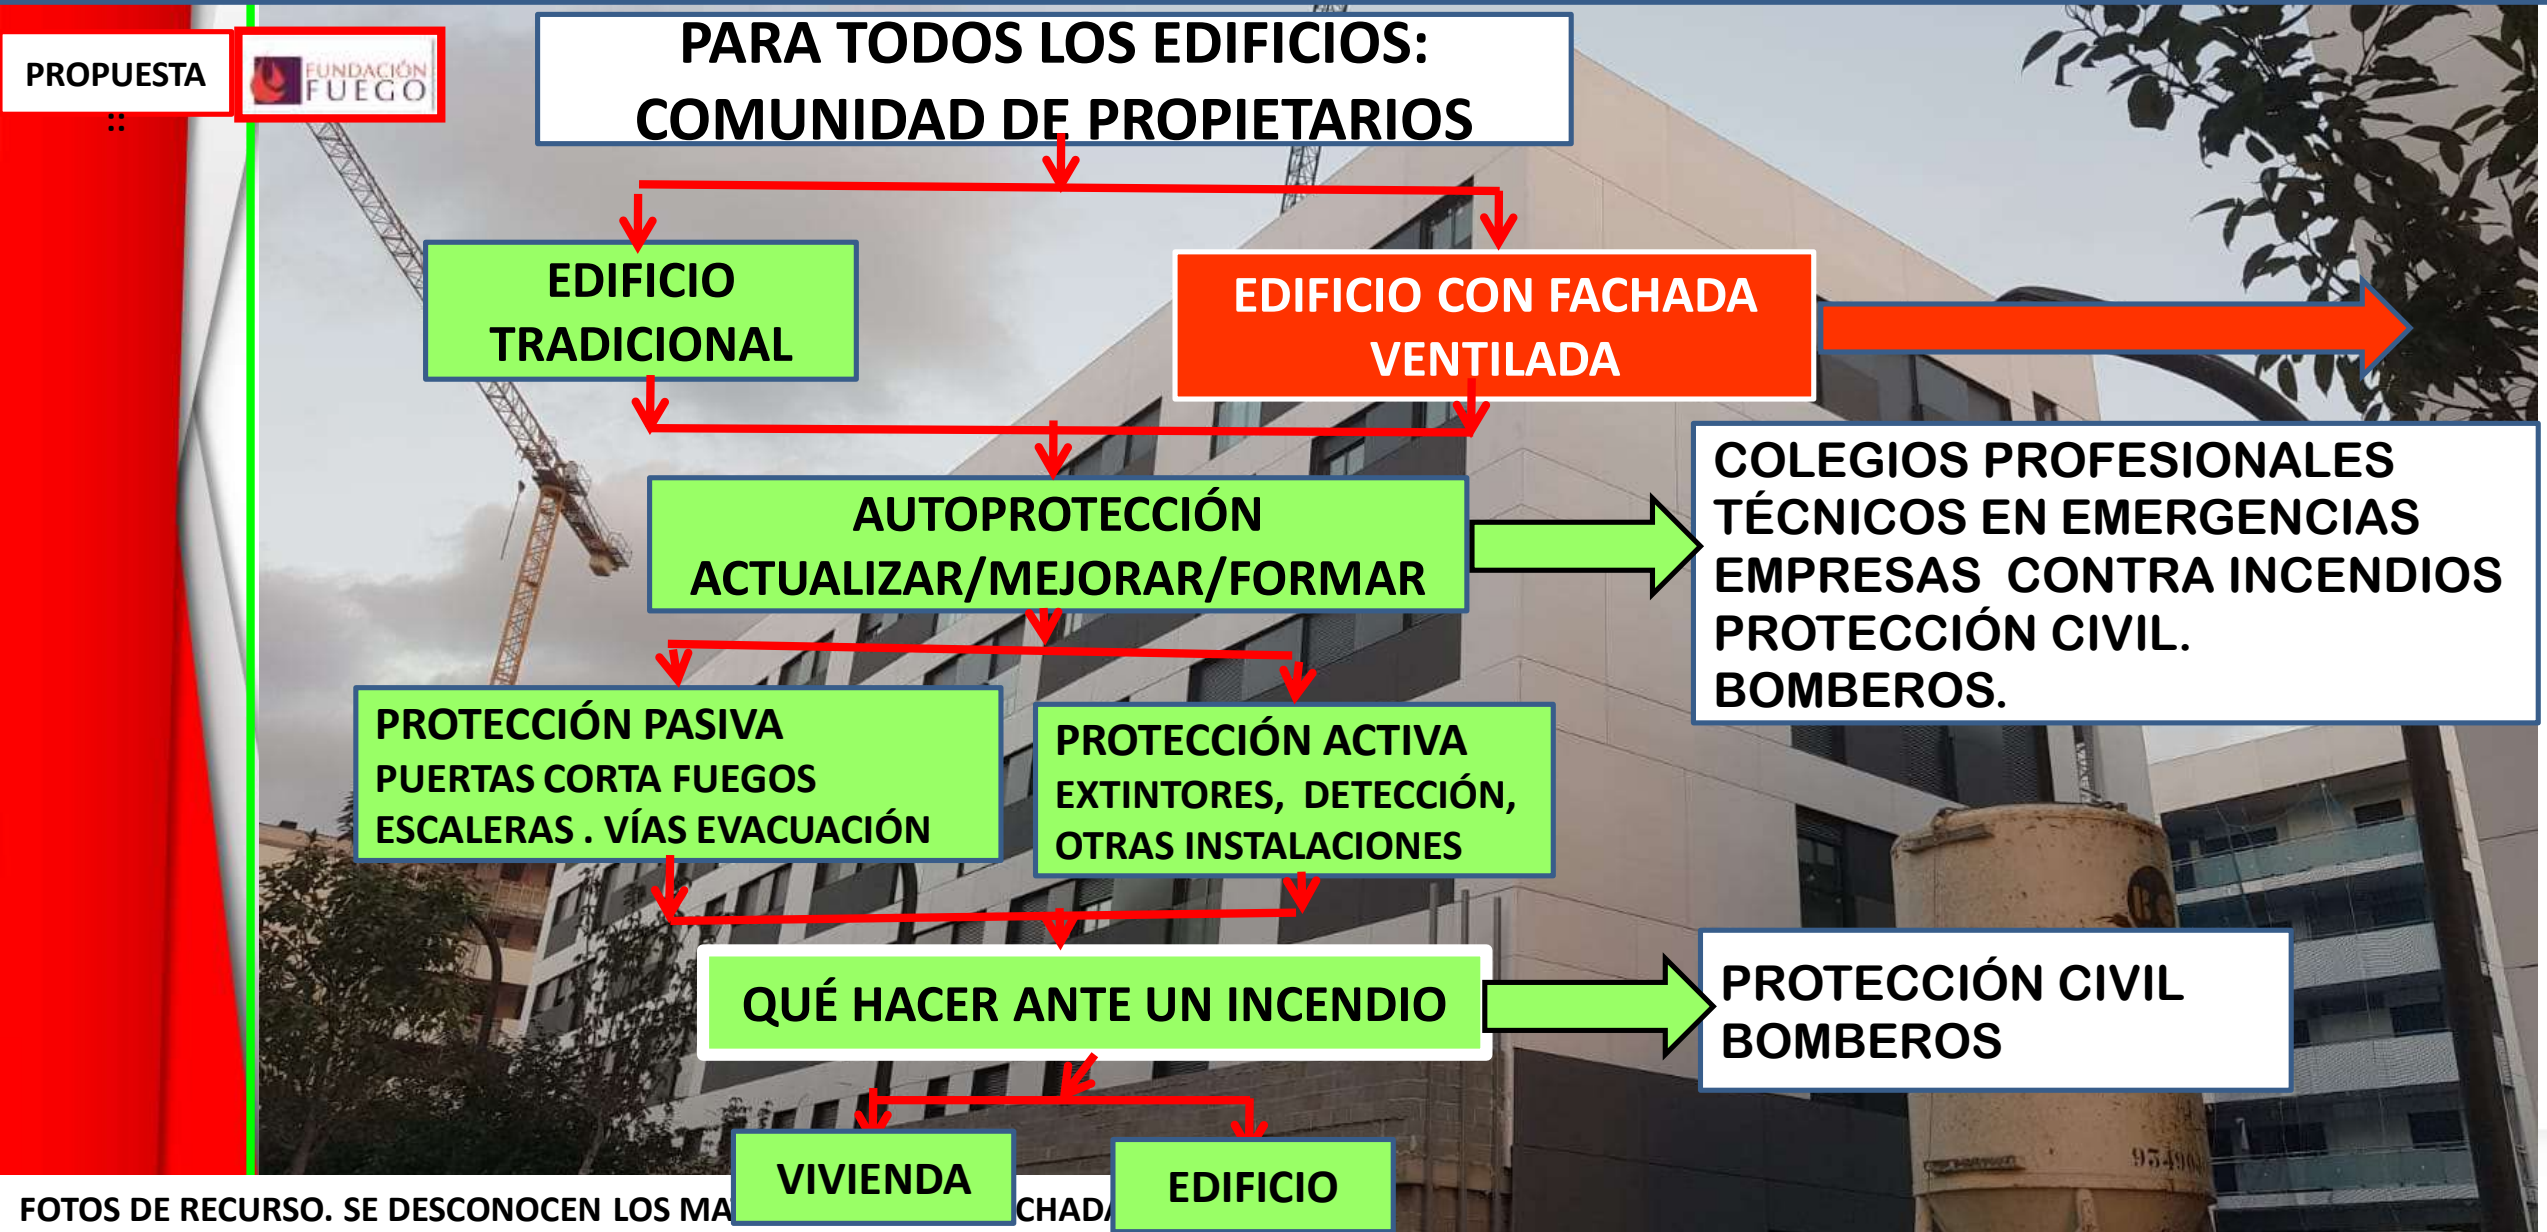 PROPUESTA
::
FUNDACIÓN
FUEGO
PARA TODOS LOS EDIFICIOS:
COMUNIDAD DE PROPIETARIOS
EDIFICIO
TRADICIONAL
EDIFICIO CON FACHADA
VENTILADA
AUTOPROTECCIÓN
ACTUALIZAR/MEJORAR/FORMAR
COLEGIOS PROFESIONALES
TÉCNICOS EN EMERGENCIAS
EMPRESAS CONTRA INCENDIOS
PROTECCIÓN CIVIL.
BOMBEROS.
PROTECCIÓN PASIVA
PUERTAS CORTA FUEGOS
ESCALERAS . VÍAS EVACUACIÓN
PROTECCIÓN ACTIVA
EXTINTORES, DETECCIÓN,
OTRAS INSTALACIONES
QUÉ HACER ANTE UN INCENDIO
PROTECCIÓN CIVIL
BOMBEROS
VIVIENDA
EDIFICIO
FOTOS DE RECURSO. SE DESCONOCEN LOS